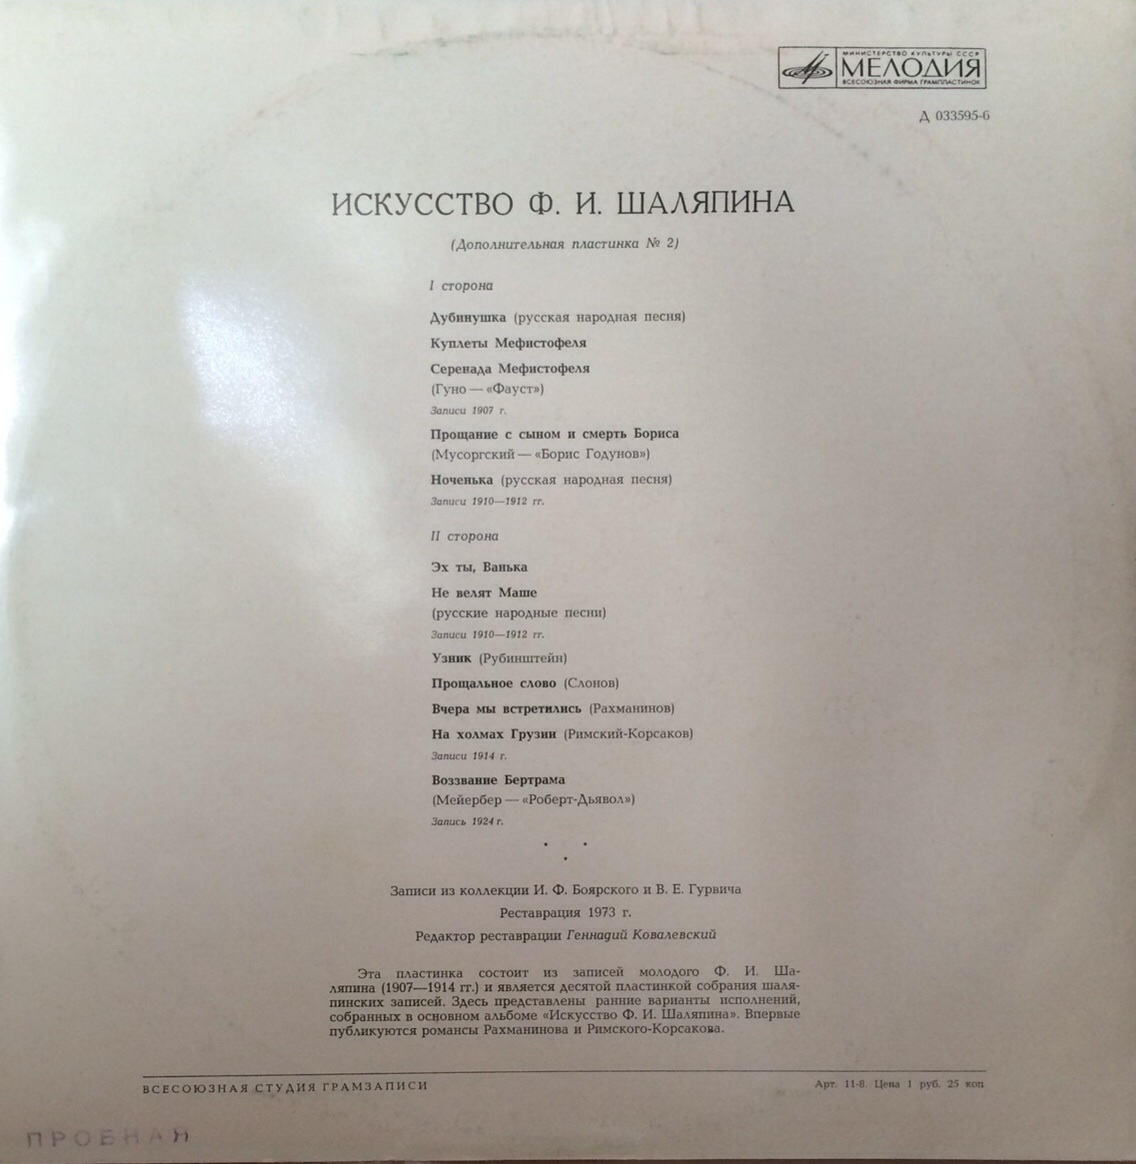 МИНИСТЕРСТВО КУЛЬТУРЫ СССР
МЕЛОДИЯ
ВСЕСОЮЗНАЯ ФИРМА ГРАМПЛАСТИНОК
Д 033595-6
ИСКУССТВО Ф. И. ШАЛЯПИНА
(Дополнительная пластинка № 2)
I сторона
Дубинушка (русская народная песня)
Куплеты Мефистофеля
Серенада Мефистофеля
(Гуно — «Фауст»)
Записи 1907 г.
Прощание с сыном и смерть Бориса
(Мусоргский — «Борис Годунов»)
Ноченька (русская народная песня)
Записи 1910—1912 гг.
II сторона
Эх ты, Ванька
Не велят Маше
(русские народные песни)
Записи 1910—1912 гг.
Узник (Рубинштейн)
Прощальное слово (Слонов)
Вчера мы встретились (Рахманинов)
На холмах Грузии (Римский-Корсаков)
Записи 1914 г.
Воззвание Бертрама
(Мейербер — «Роберт-Дьявол»)
Запись 1924 г.
Записи из коллекции И. Ф. Боярского и В. Е. Гурвича
Реставрация 1973 г.
Редактор реставрации Геннадий Ковалевский
Эта пластинка состоит из записей молодого Ф. И. Ша-
ляпина (1907—1914 гг.) и является десятой пластинкой собрания шаля-
пинских записей. Здесь представлены ранние варианты исполнений,
собранных в основном альбоме «Искусство Ф. И. Шаляпина». Впервые
публикуются романсы Рахманинова и Римского-Корсакова.
ВСЕСОЮЗНАЯ СТУДИЯ ГРАМЗАПИСИ
Арт. 11-8. Цена 1 руб. 25 коп
ПРОБНАЯ